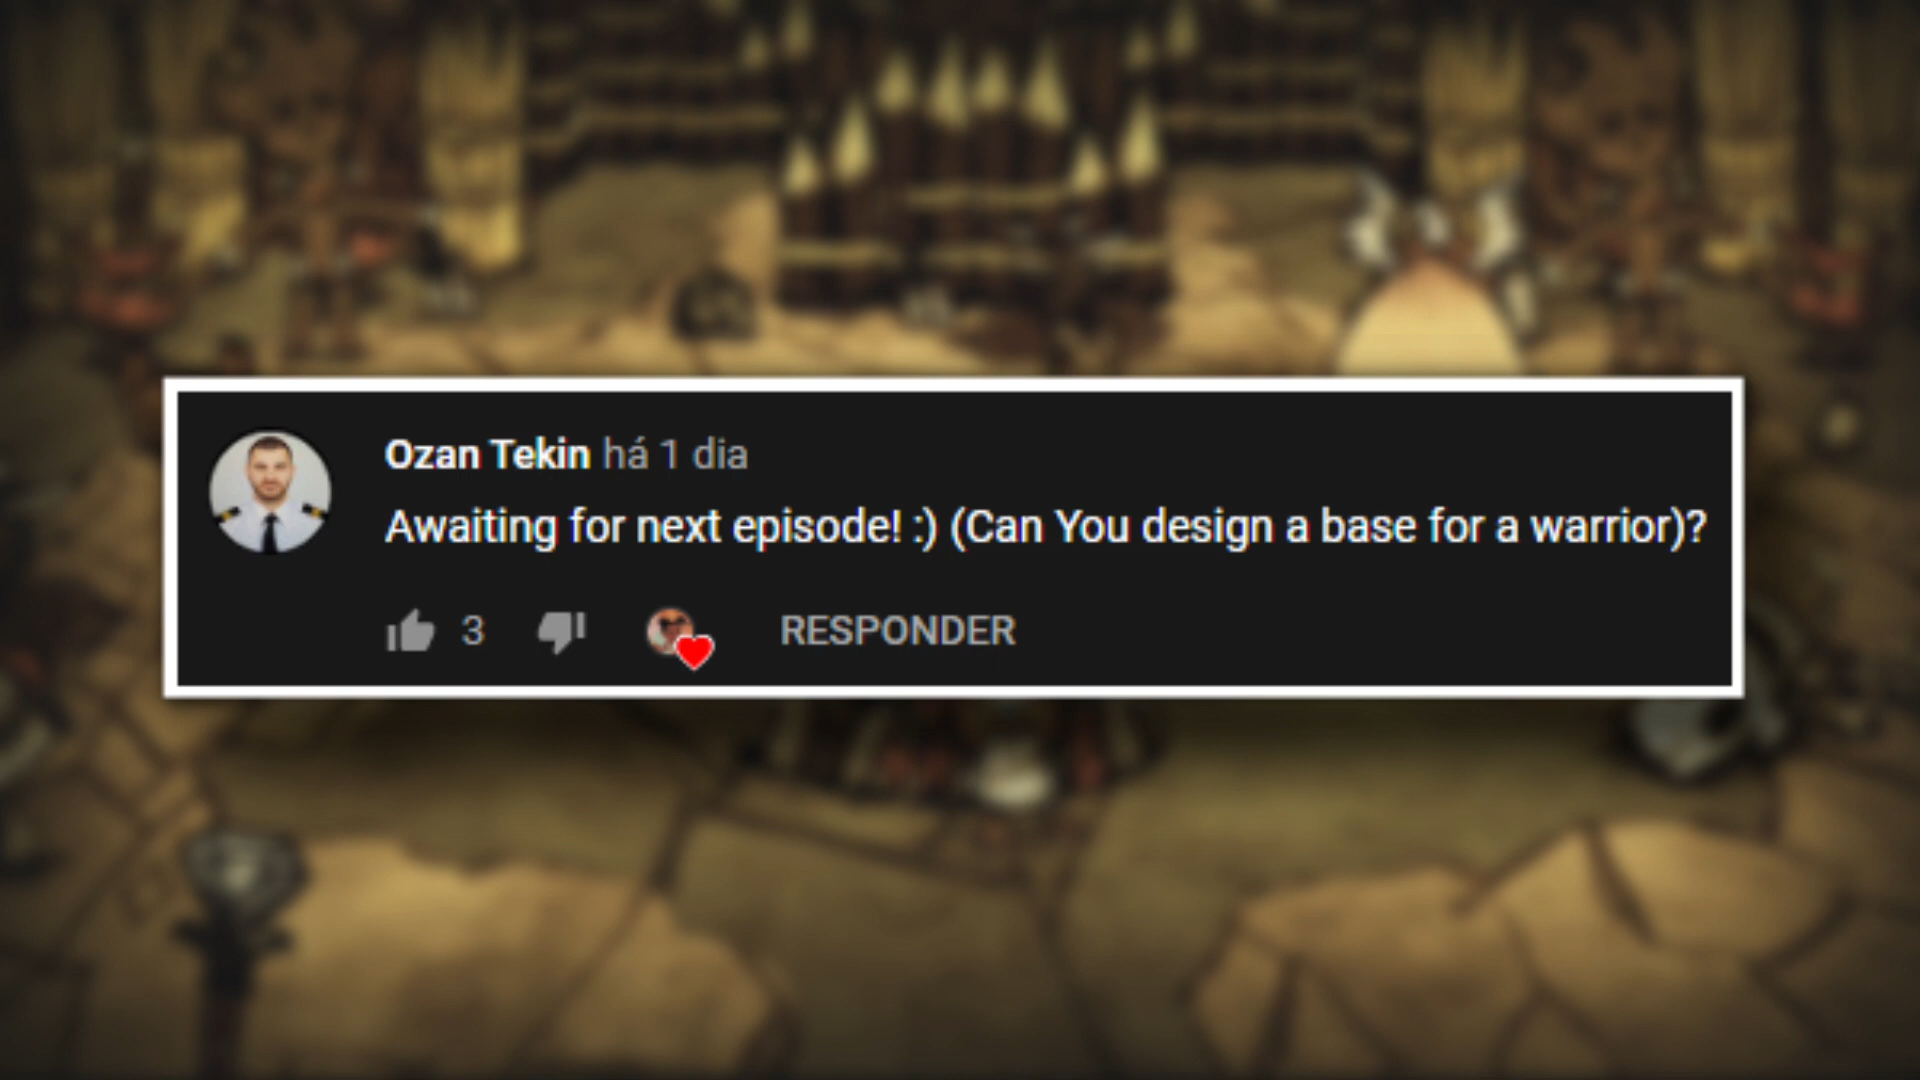 Ozan Tekin há 1 dia
Awaiting for next episode! :) (Can You design a base for a warrior)?
3 RESPONDER